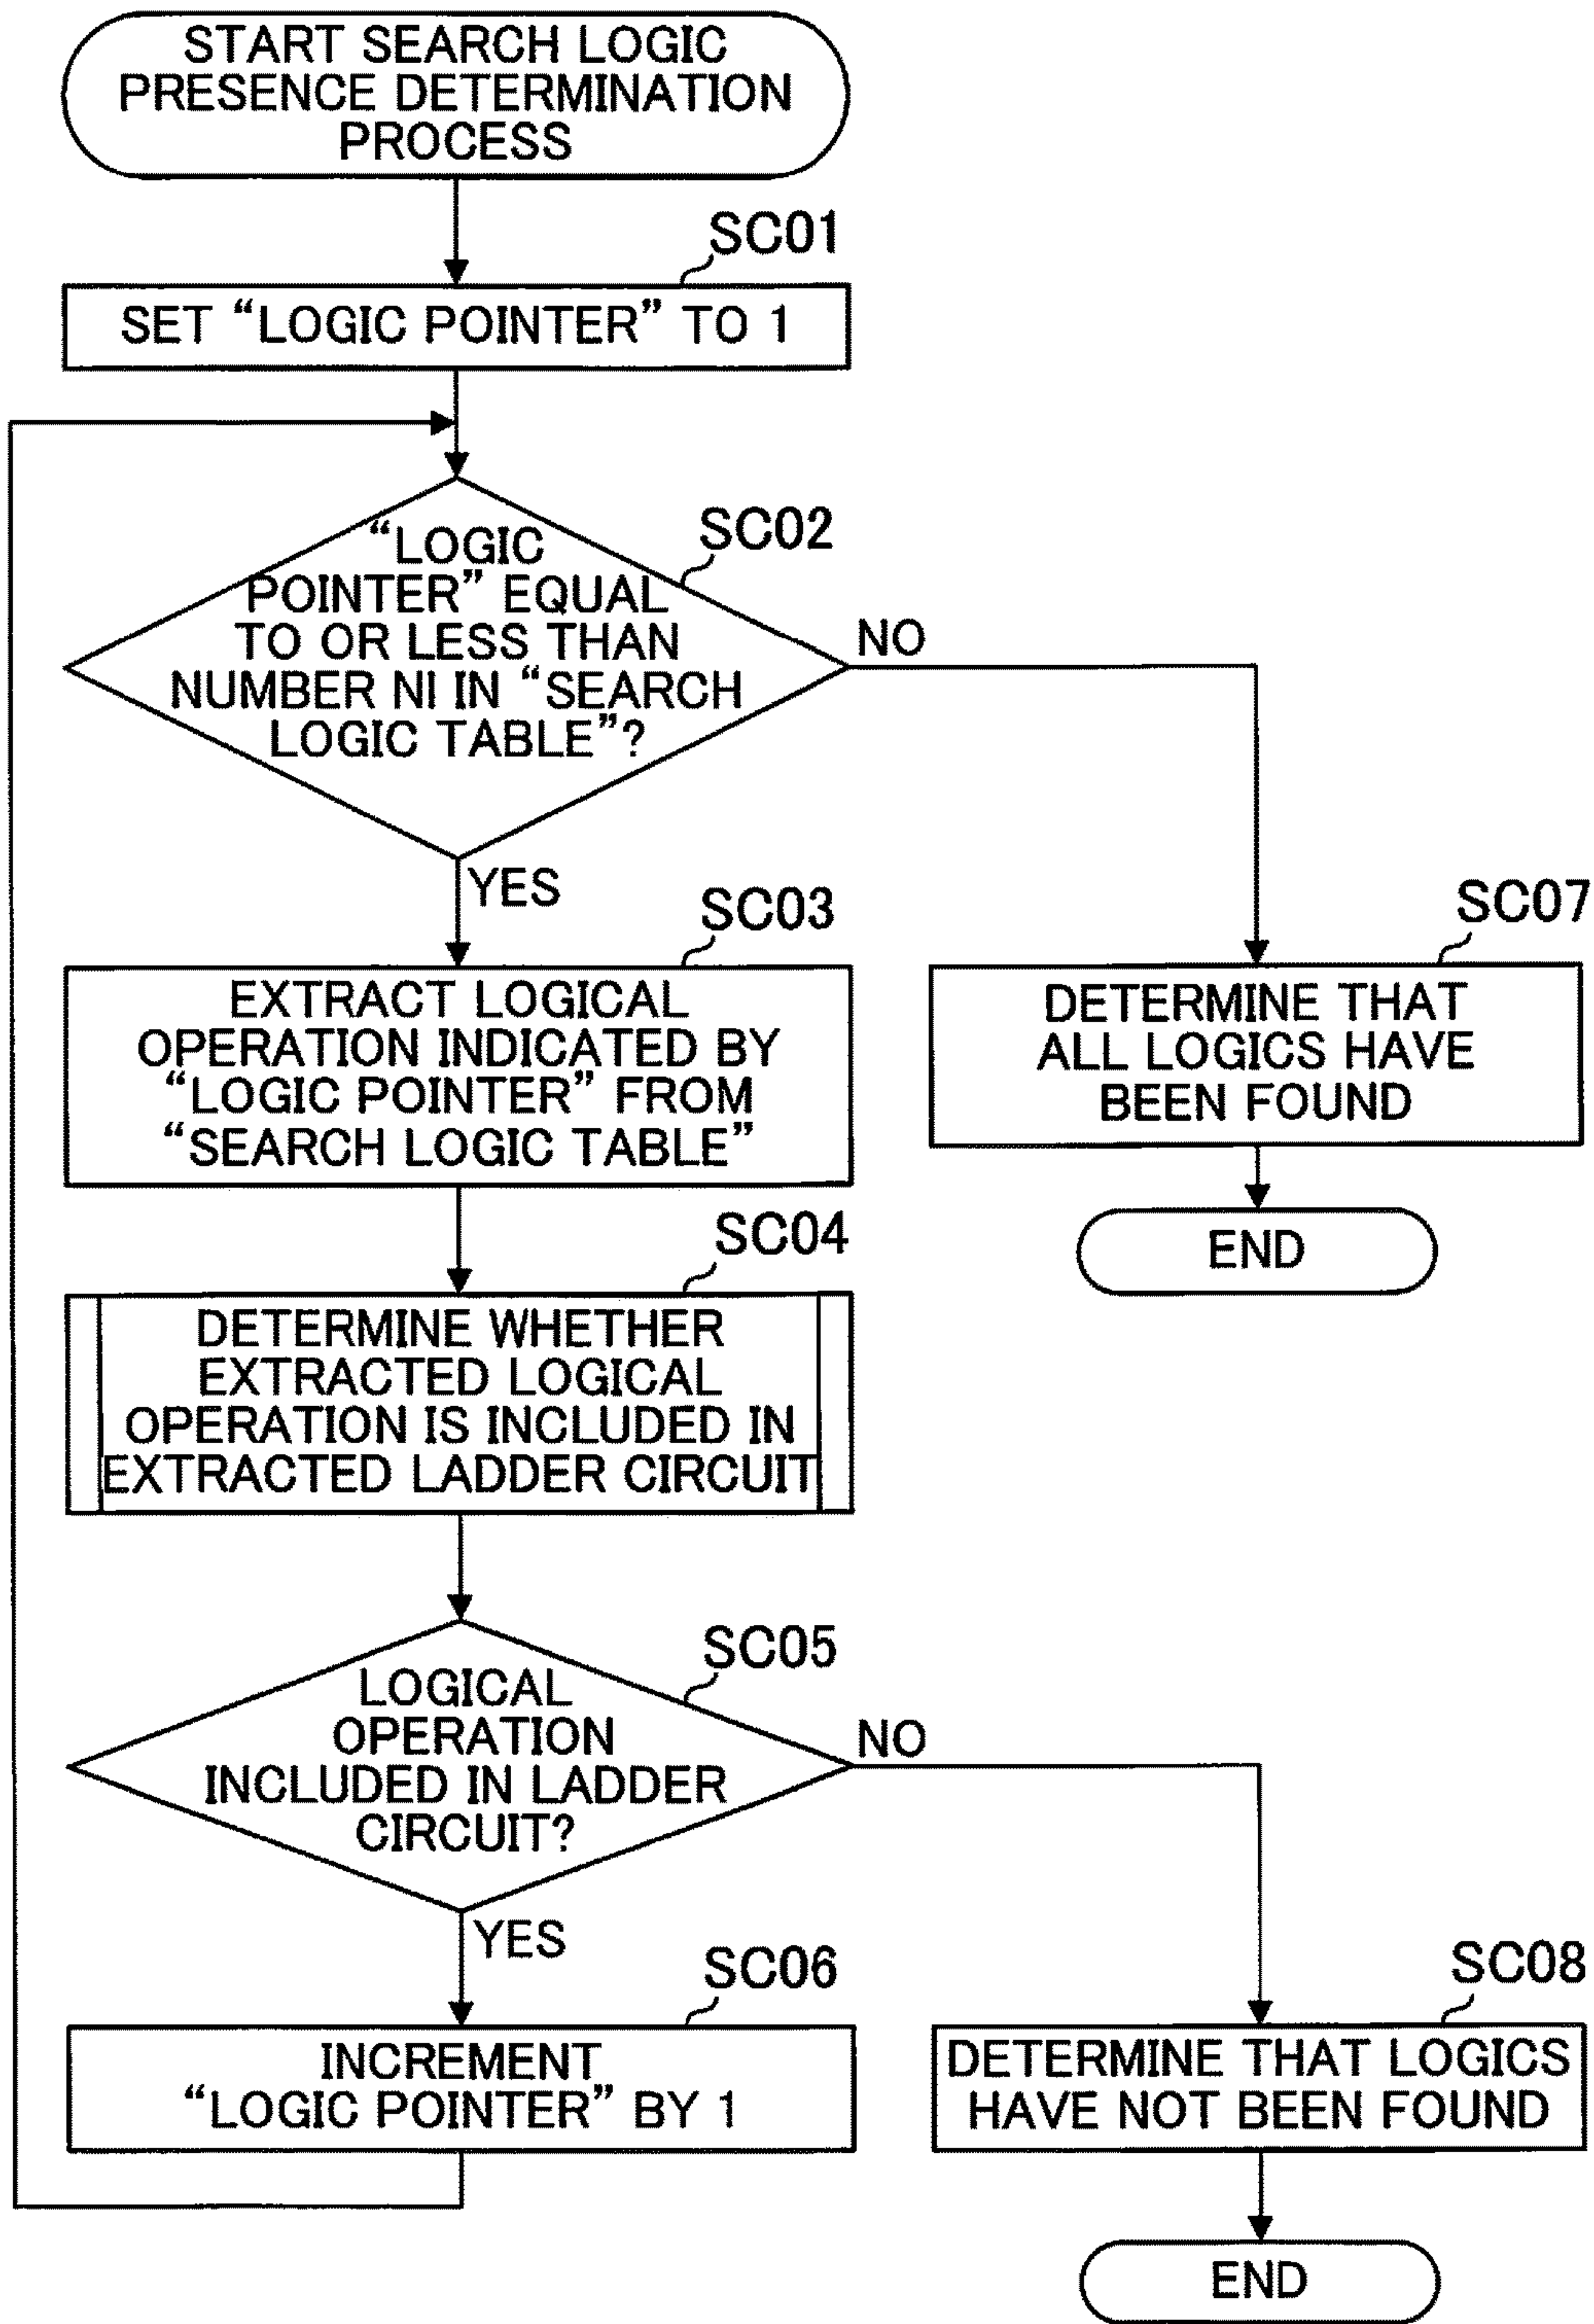 START SEARCH LOGIC
PRESENCE DETERMINATION
PROCESS
SC01
SET “LOGIC POINTER” TO 1
SC02
“LOGIC
POINTER” EQUAL
TO OR LESS THAN
NUMBER NI IN “SEARCH
LOGIC TABLE”?
NO
YES
SC03
EXTRACT LOGICAL
OPERATION INDICATED BY
“LOGIC POINTER” FROM
“SEARCH LOGIC TABLE”
SC07
DETERMINE THAT
ALL LOGICS HAVE
BEEN FOUND
END
SC04
DETERMINE WHETHER
EXTRACTED LOGICAL
OPERATION IS INCLUDED IN
EXTRACTED LADDER CIRCUIT
SC05
LOGICAL
OPERATION
INCLUDED IN LADDER
CIRCUIT?
NO
YES
SC06
INCREMENT
“LOGIC POINTER” BY 1
SC08
DETERMINE THAT LOGICS
HAVE NOT BEEN FOUND
END